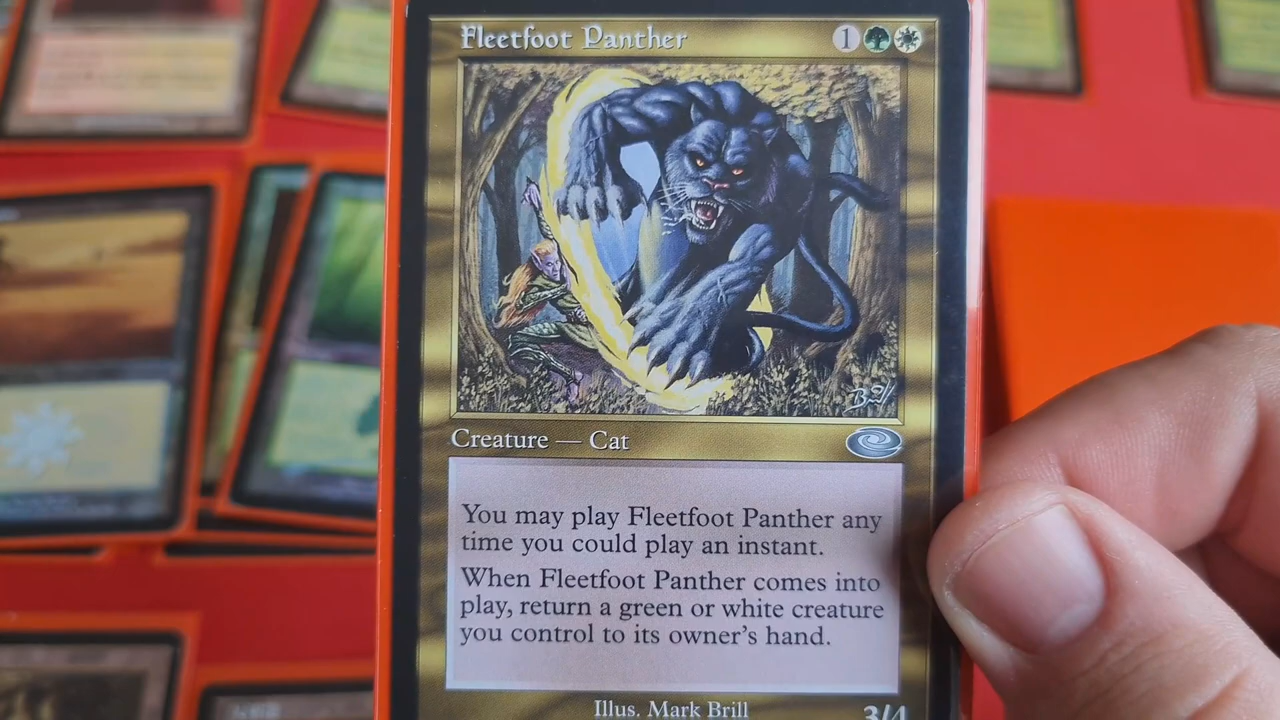 Fleetfoot Panther 1
Brill
Creature — Cat
You may play Fleetfoot Panther any
time you could play an instant.
When Fleetfoot Panther comes into
play, return a green or white creature
you control to its owner's hand.
Illus. Mark Brill
3/4